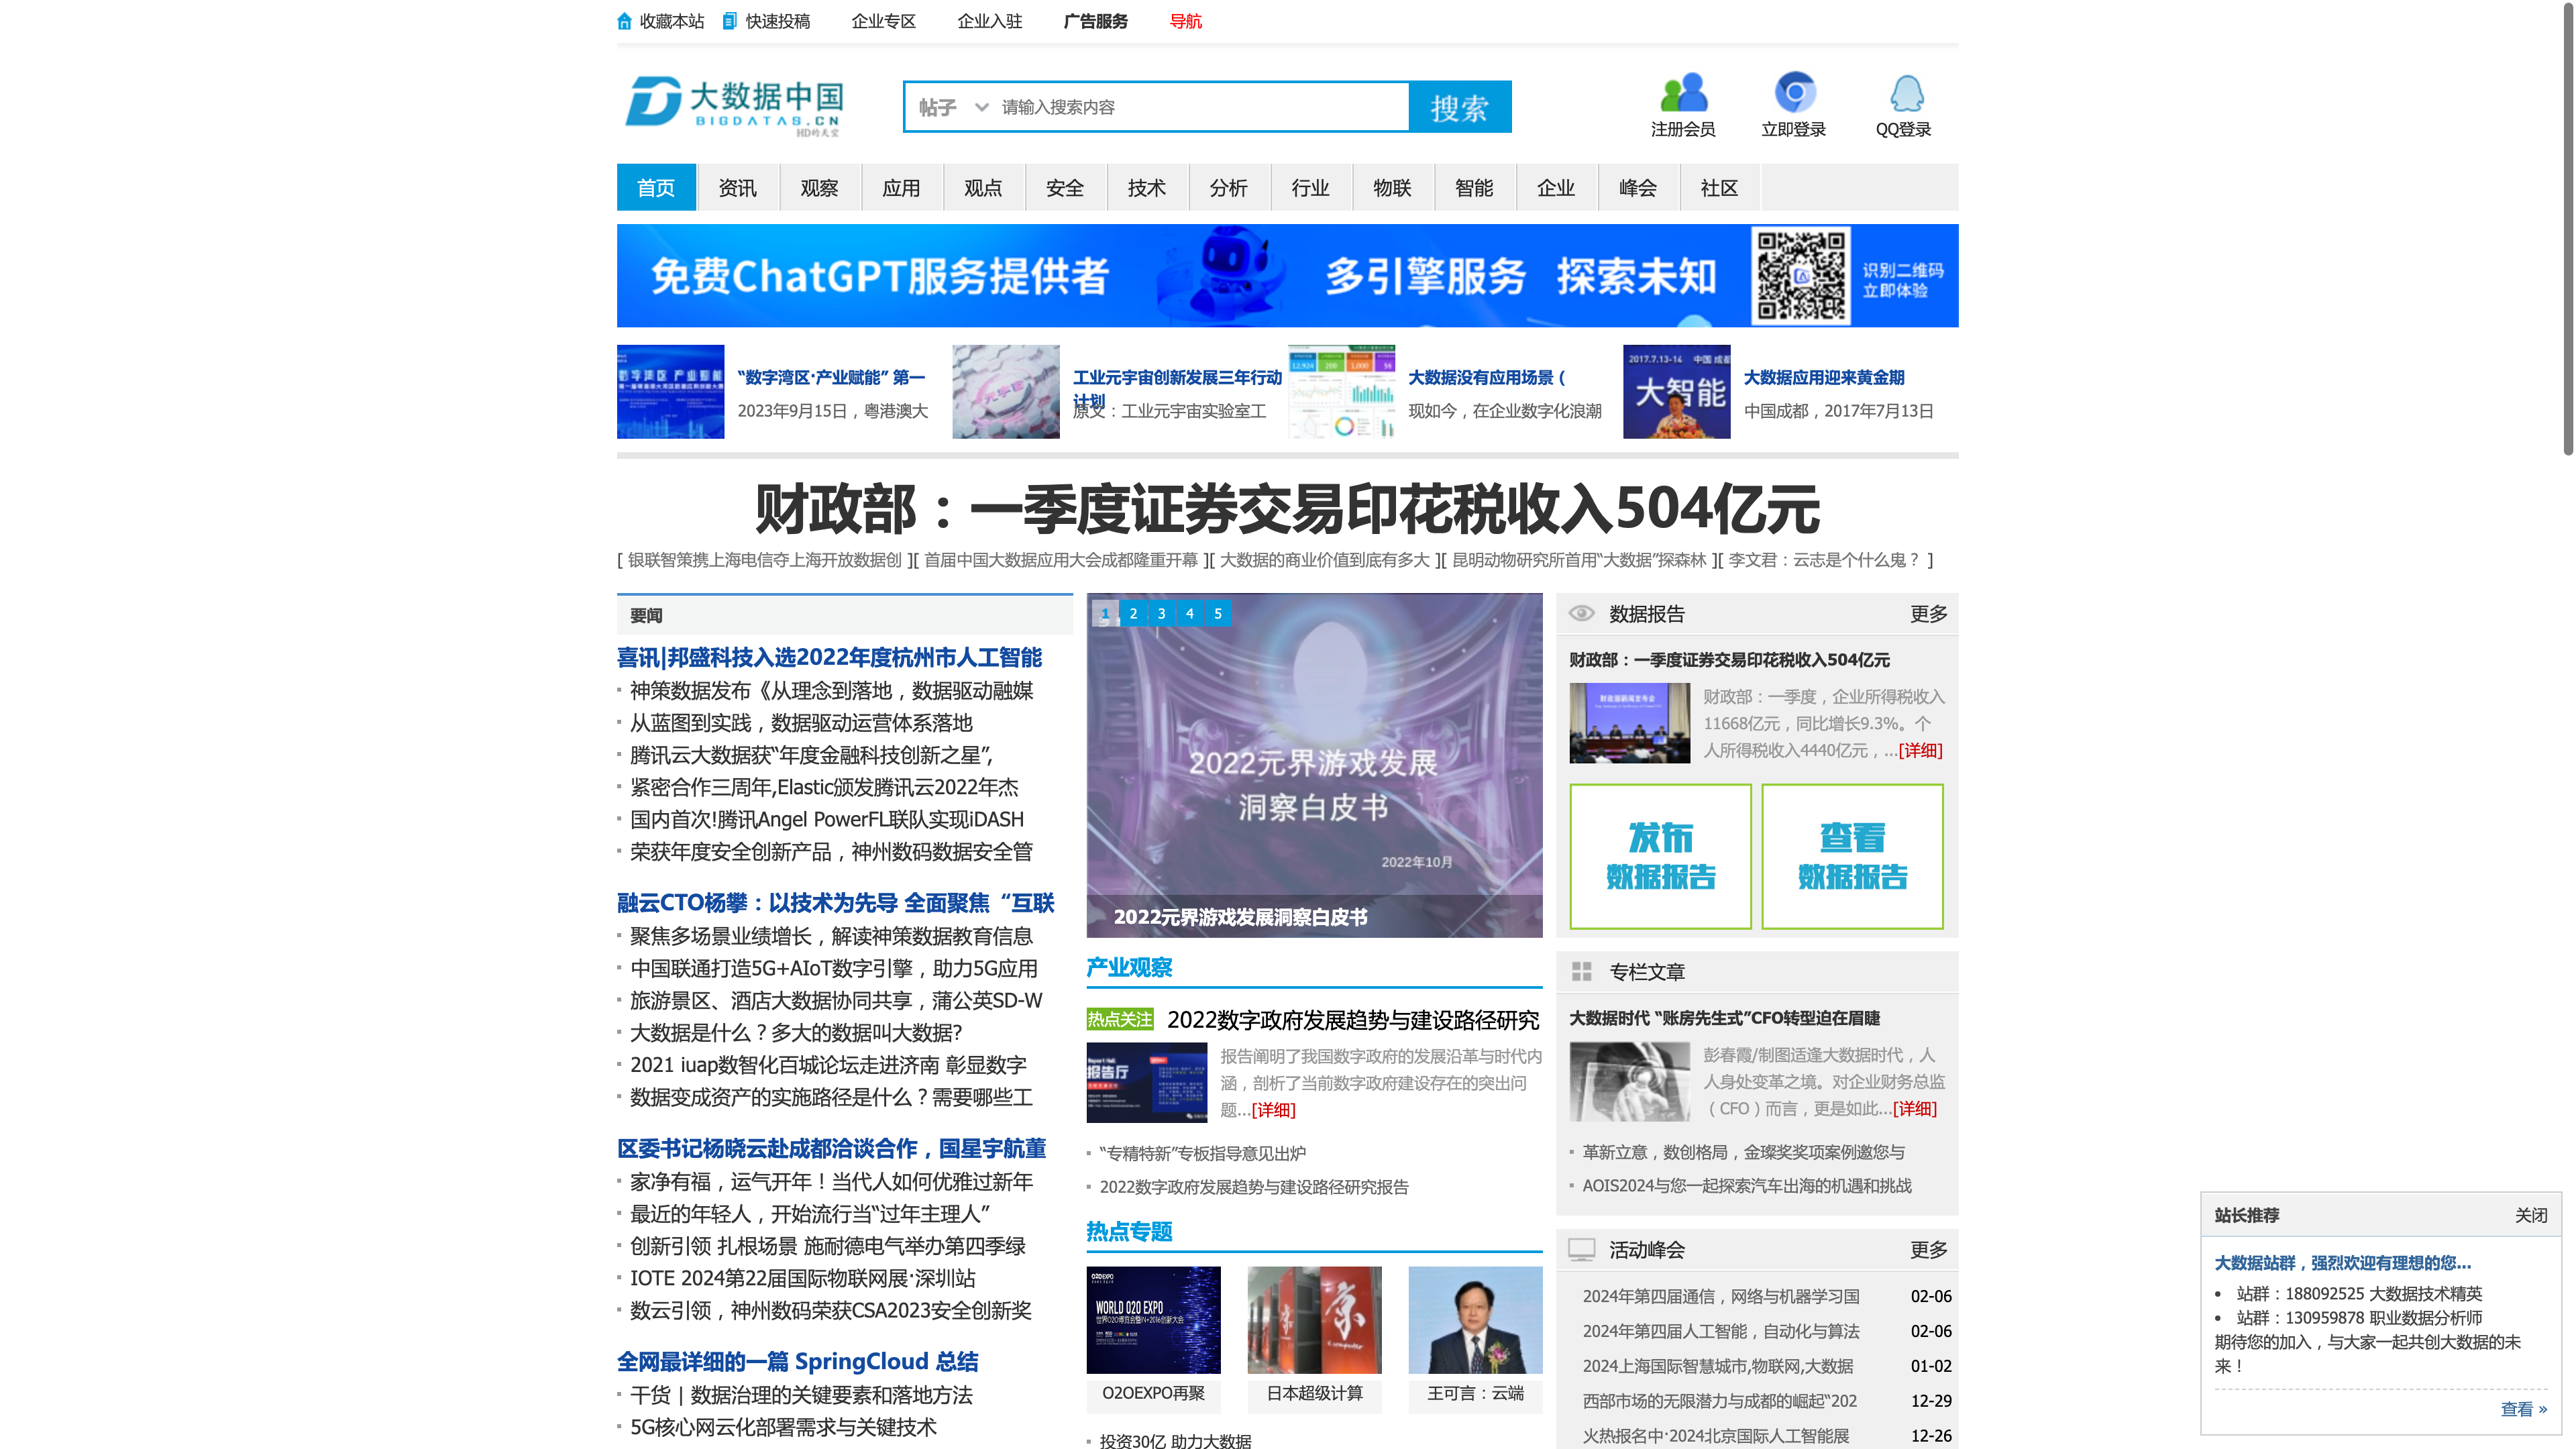 收藏本站 快速投稿 企业专区 企业入驻 广告服务 导航
大数据中国
BIGDATAS.CN
HD的天空
帖子 请输入搜索内容 搜索
注册会员 立即登录 QQ登录
首页 资讯 观察 应用 观点 安全 技术 分析 行业 物联 智能 企业 峰会 社区
免费ChatGPT服务提供者 多引擎服务 探索未知 识别二维码
立即体验
“数字湾区·产业赋能” 第一
2023年9月15日，粤港澳大
工业元宇宙创新发展三年行动
计划
原文：工业元宇宙实验室工
大数据没有应用场景（
现如今，在企业数字化浪潮
2017.7.13-14 中国 成都
大智能
大数据应用迎来黄金期
中国成都，2017年7月13日
财政部：一季度证券交易印花税收入504亿元
[ 银联智策携上海电信夺上海开放数据创 ][ 首届中国大数据应用大会成都隆重开幕 ][ 大数据的商业价值到底有多大 ][ 昆明动物研究所首用“大数据”探森林 ][ 李文君：云志是个什么鬼？ ]
要闻
喜讯|邦盛科技入选2022年度杭州市人工智能
神策数据发布《从理念到落地，数据驱动融媒
从蓝图到实践，数据驱动运营体系落地
腾讯云大数据获“年度金融科技创新之星”,
紧密合作三周年,Elastic颁发腾讯云2022年杰
国内首次!腾讯Angel PowerFL联队实现iDASH
荣获年度安全创新产品，神州数码数据安全管
融云CTO杨攀：以技术为先导 全面聚焦“互联
聚焦多场景业绩增长，解读神策数据教育信息
中国联通打造5G+AIoT数字引擎，助力5G应用
旅游景区、酒店大数据协同共享，蒲公英SD-W
大数据是什么？多大的数据叫大数据?
2021 iuap数智化百城论坛走进济南 彰显数字
数据变成资产的实施路径是什么？需要哪些工
区委书记杨晓云赴成都洽谈合作，国星宇航董
家净有福，运气开年！当代人如何优雅过新年
最近的年轻人，开始流行当“过年主理人”
创新引领 扎根场景 施耐德电气举办第四季绿
IOTE 2024第22届国际物联网展·深圳站
数云引领，神州数码荣获CSA2023安全创新奖
全网最详细的一篇 SpringCloud 总结
干货 | 数据治理的关键要素和落地方法
5G核心网云化部署需求与关键技术
1 2 3 4 5
2022元界游戏发展
洞察白皮书
2022年10月
2022元界游戏发展洞察白皮书
产业观察
热点关注 2022数字政府发展趋势与建设路径研究
报告厅
报告阐明了我国数字政府的发展沿革与时代内
涵，剖析了当前数字政府建设存在的突出问
题...[详细]
“专精特新”专板指导意见出炉
2022数字政府发展趋势与建设路径研究报告
热点专题
O2OEXPO
WORLD O2O EXPO
世界O2O博览会暨IN+2016创新大会
京
O2OEXPO再聚 日本超级计算 王可言：云端
投资30亿 助力大数据
数据报告 更多
财政部：一季度证券交易印花税收入504亿元
财政部新闻发布会
财政部：一季度，企业所得税收入
11668亿元，同比增长9.3%。个
人所得税收入4440亿元，...[详细]
发布
数据报告
查看
数据报告
专栏文章
大数据时代 “账房先生式”CFO转型迫在眉睫
彭春霞/制图适逢大数据时代，人
人身处变革之境。对企业财务总监
（CFO）而言，更是如此...[详细]
革新立意，数创格局，金璨奖奖项案例邀您与
AOIS2024与您一起探索汽车出海的机遇和挑战
活动峰会 更多
2024年第四届通信，网络与机器学习国 02-06
2024年第四届人工智能，自动化与算法 02-06
2024上海国际智慧城市,物联网,大数据 01-02
西部市场的无限潜力与成都的崛起“202 12-29
火热报名中·2024北京国际人工智能展 12-26
站长推荐 关闭
大数据站群，强烈欢迎有理想的您...
站群：188092525 大数据技术精英
站群：130959878 职业数据分析师
期待您的加入，与大家一起共创大数据的未
来！
查看 »